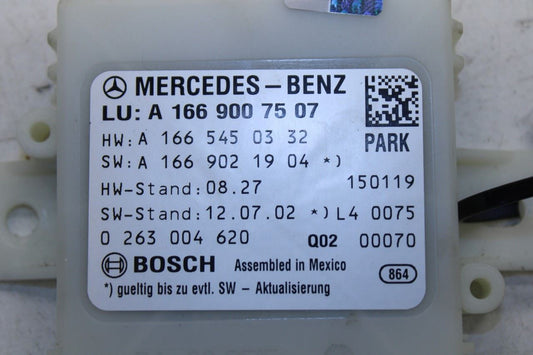 MERCEDES-BENZ
LU: A 166 900 75 07
PARK
HW: A 166 545 03 32
SW: A 166 902 19 04 *)
HW-Stand: 08.27 150119
SW-Stand: 12.07.02 *) L4 0075
0 263 004 620 Q02 00070
BOSCH Assembled in Mexico 864
*) gueltig bis zu evtl. SW - Aktualisierung